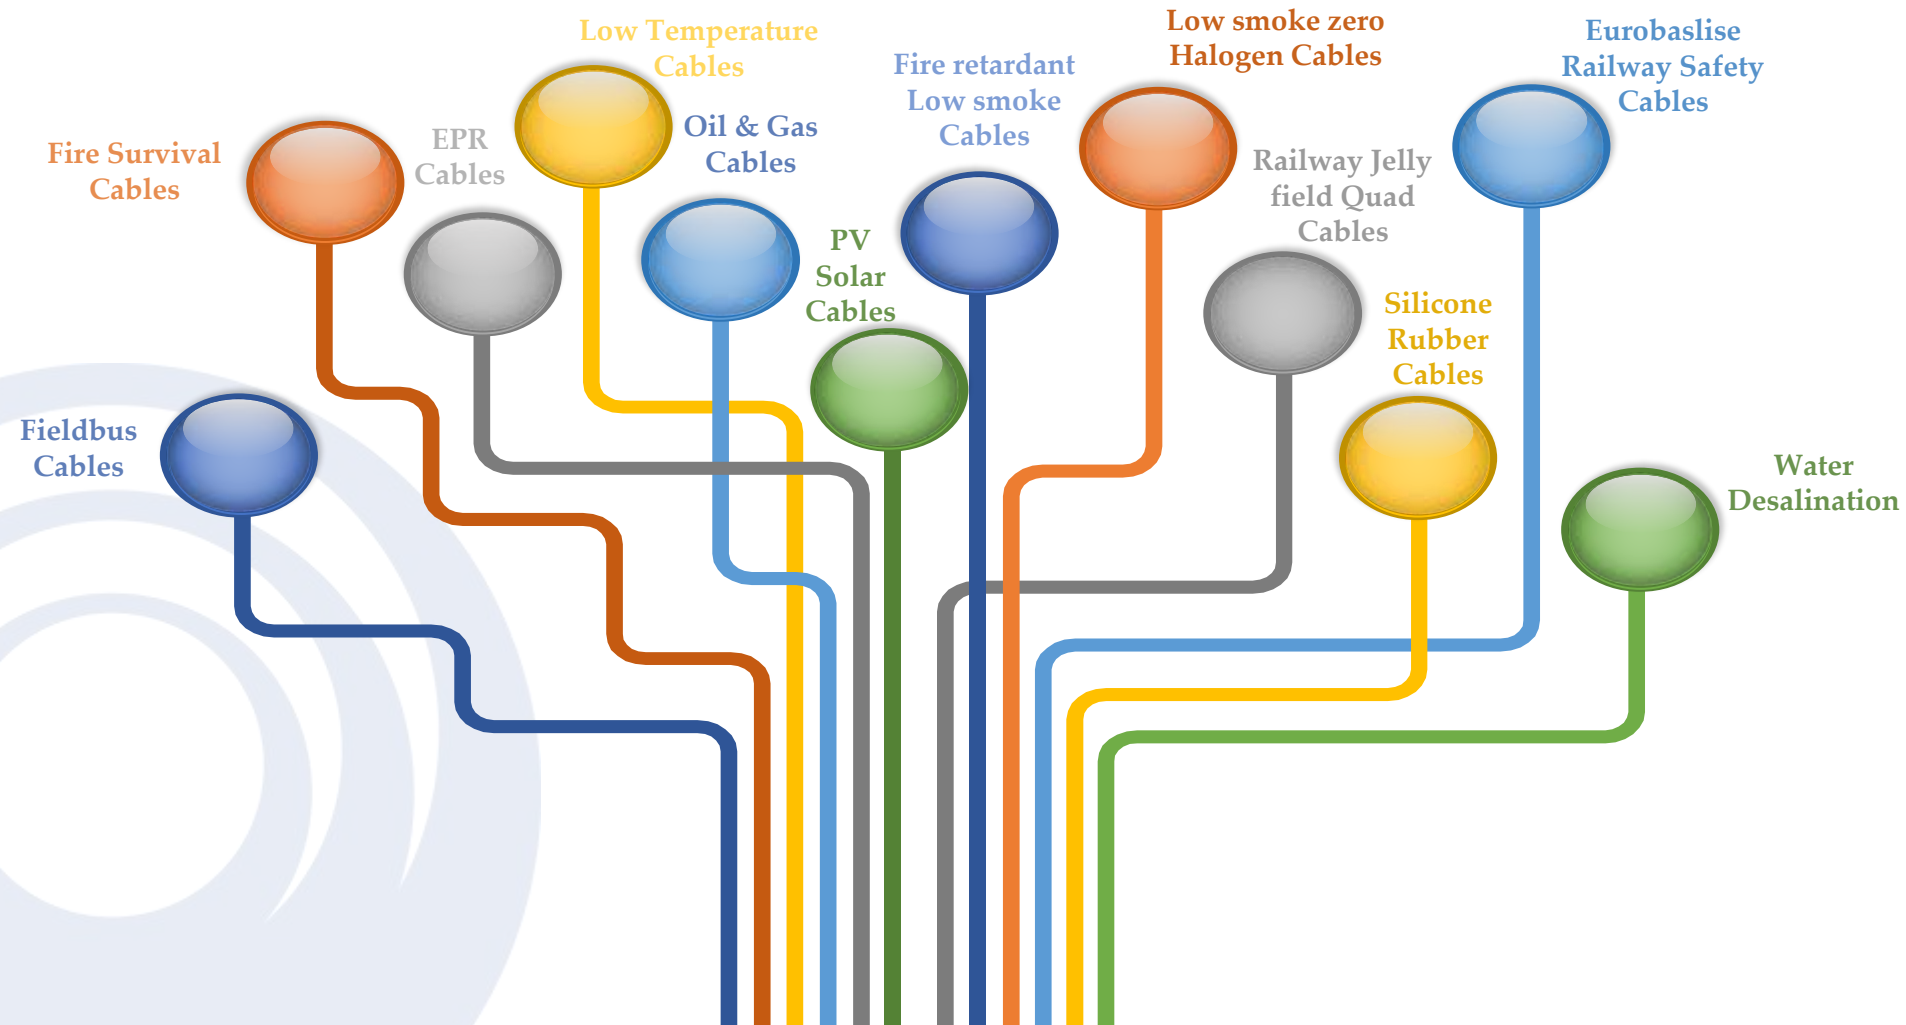 Low Temperature
Cables
Low smoke zero
Halogen Cables
Eurobaslise
Railway Safety
Cables
Fire retardant
Low smoke
Cables
Oil & Gas
Cables
EPR
Cables
Fire Survival
Cables
Railway Jelly
field Quad
Cables
PV
Solar
Cables
Silicone
Rubber
Cables
Fieldbus
Cables
Water
Desalination